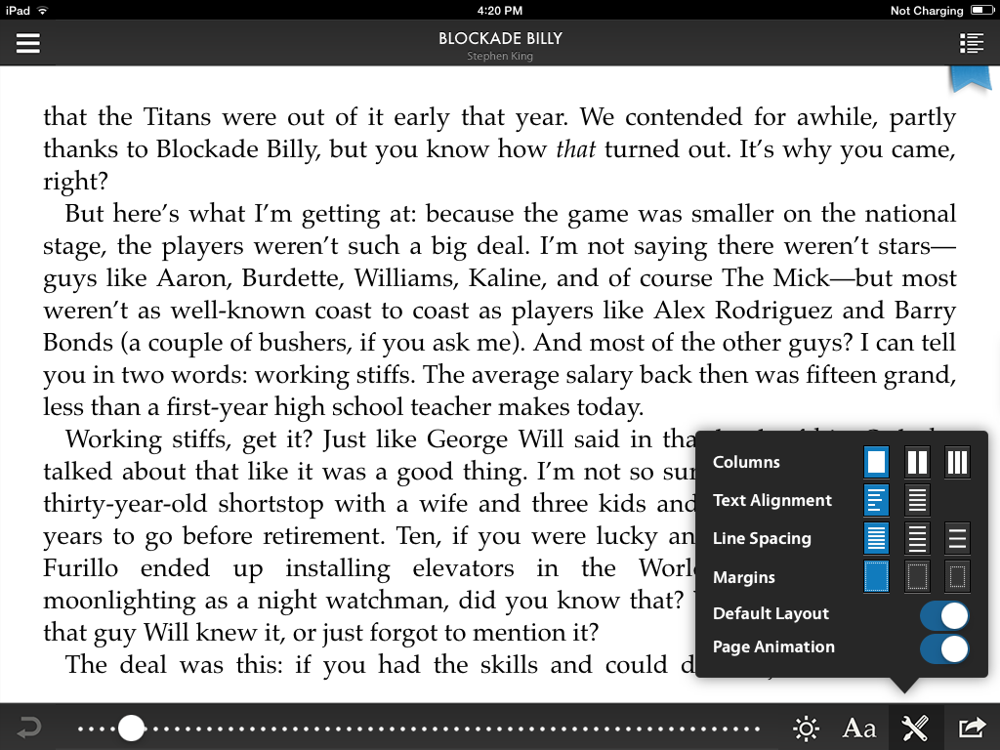 iPad 4:20 PM Not Charging
BLOCKADE BILLY
Stephen King
that the Titans were out of it early that year. We contended for awhile, partly
thanks to Blockade Billy, but you know how that turned out. It’s why you came,
right?
But here’s what I’m getting at: because the game was smaller on the national
stage, the players weren’t such a big deal. I’m not saying there weren’t stars—
guys like Aaron, Burdette, Williams, Kaline, and of course The Mick—but most
weren’t as well-known coast to coast as players like Alex Rodriguez and Barry
Bonds (a couple of bushers, if you ask me). And most of the other guys? I can tell
you in two words: working stiffs. The average salary back then was fifteen grand,
less than a first-year high school teacher makes today.
Working stiffs, get it? Just like George Will said in
talked about that like it was a good thing. I’m not so
thirty-year-old shortstop with a wife and three kids and
years to go before retirement. Ten, if you were lucky
Furillo ended up installing elevators in the
moonlighting as a night watchman, did you know that?
that guy Will knew it, or just forgot to mention it?
The deal was this: if you had the skills and could
Columns
Text Alignment
Line Spacing
Margins
Default Layout
Page Animation
Aa